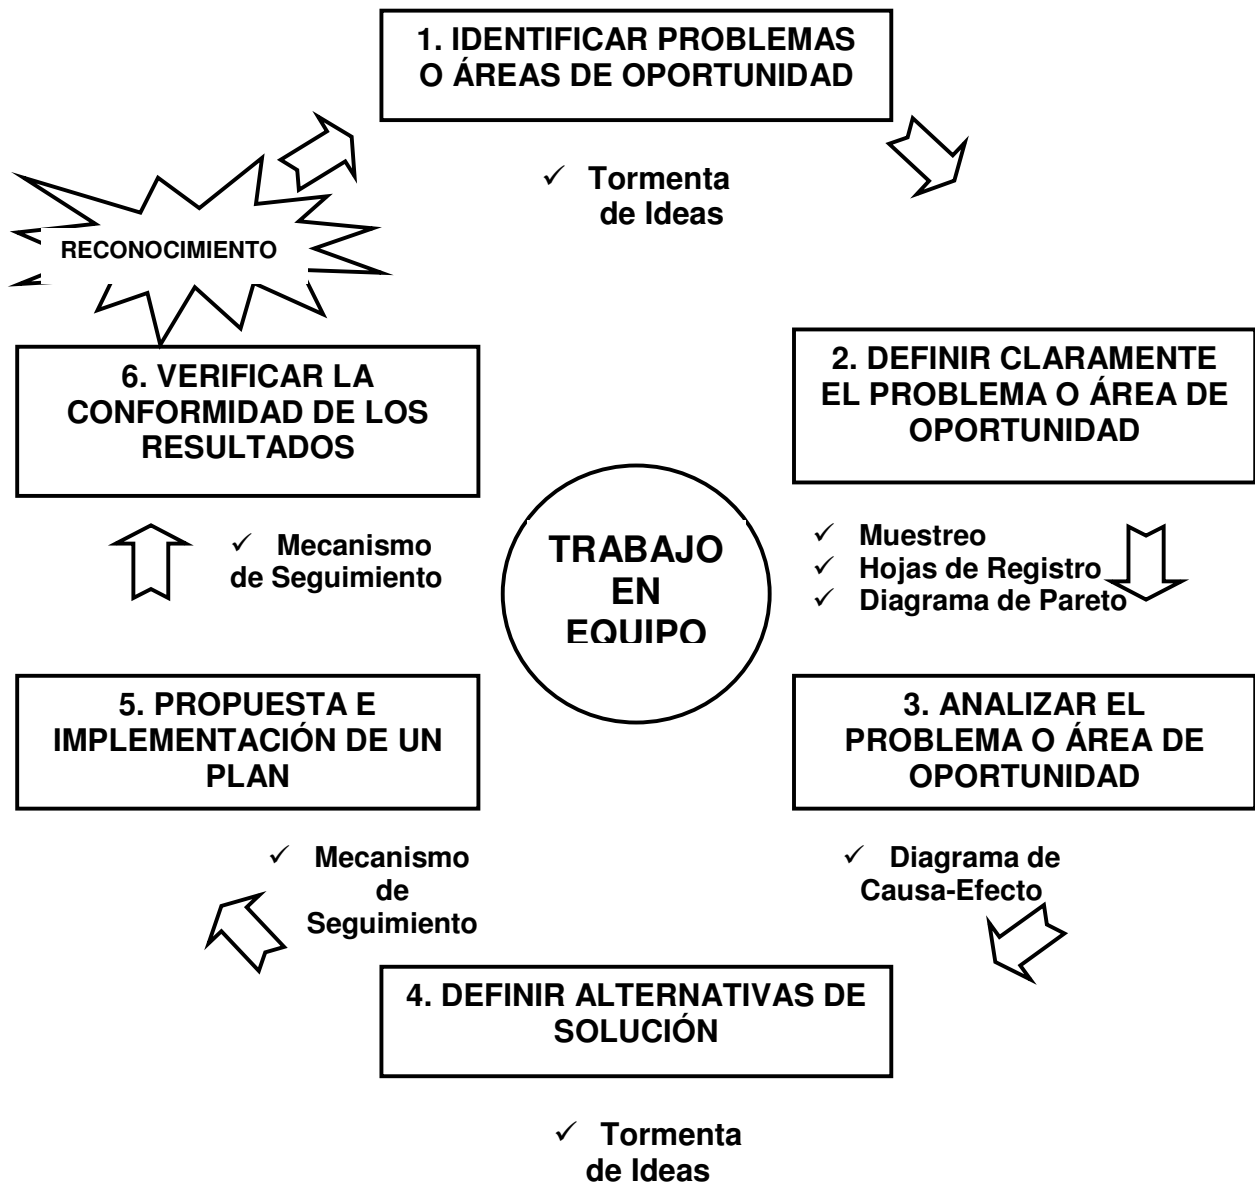 1. IDENTIFICAR PROBLEMAS
O ÁREAS DE OPORTUNIDAD
✓ Tormenta
de Ideas
RECONOCIMIENTO
2. DEFINIR CLARAMENTE
EL PROBLEMA O ÁREA DE
OPORTUNIDAD
✓ Muestreo
✓ Hojas de Registro
✓ Diagrama de Pareto
3. ANALIZAR EL
PROBLEMA O ÁREA DE
OPORTUNIDAD
✓ Diagrama de
Causa-Efecto
4. DEFINIR ALTERNATIVAS DE
SOLUCIÓN
✓ Tormenta
de Ideas
5. PROPUESTA E
IMPLEMENTACIÓN DE UN
PLAN
✓ Mecanismo
de
Seguimiento
6. VERIFICAR LA
CONFORMIDAD DE LOS
RESULTADOS
✓ Mecanismo
de Seguimiento
TRABAJO
EN
EQUIPO